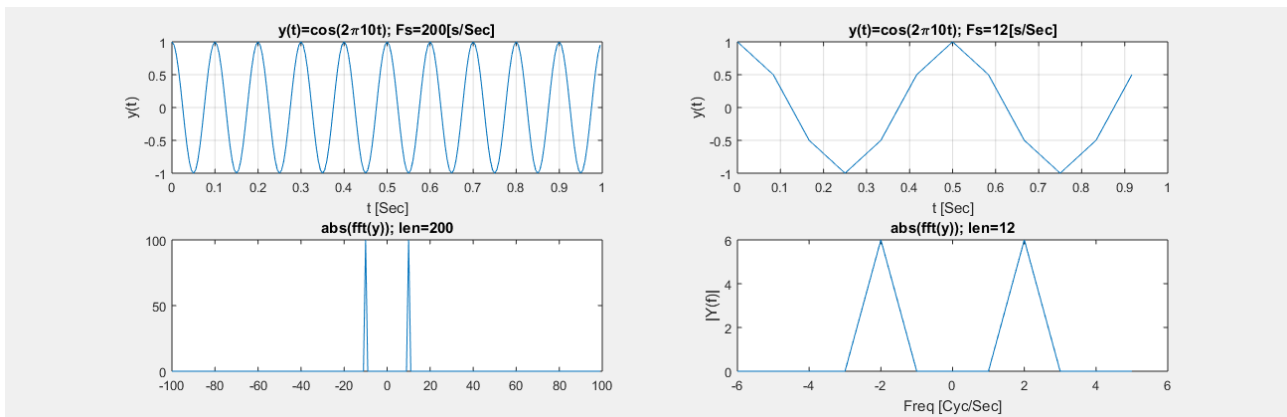 y(t)=cos(2π10t); Fs=200[s/Sec]
y(t)
1
0.5
0
-0.5
-1
0 0.1 0.2 0.3 0.4 0.5 0.6 0.7 0.8 0.9 1
t [Sec]
y(t)=cos(2π10t); Fs=12[s/Sec]
y(t)
1
0.5
0
-0.5
-1
0 0.1 0.2 0.3 0.4 0.5 0.6 0.7 0.8 0.9 1
t [Sec]
abs(fft(y)); len=200
100
50
0
-100 -80 -60 -40 -20 0 20 40 60 80 100
abs(fft(y)); len=12
|Y(f)|
6
4
2
0
-6 -4 -2 0 2 4 6
Freq [Cyc/Sec]